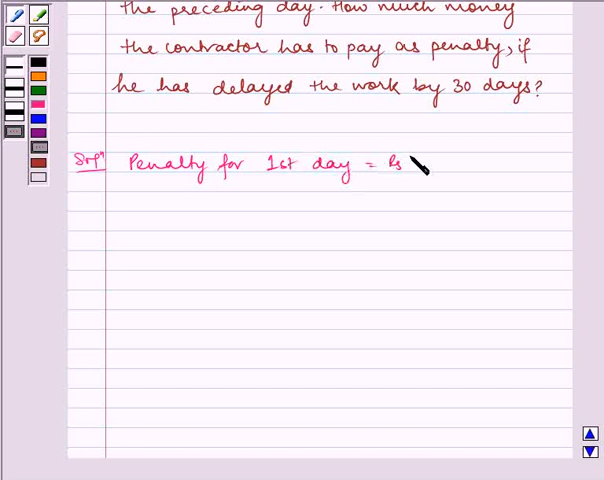 the preceding day. How much money
the contractor has to pay as penalty, if
he has delayed the work by 30 days?
Solⁿ Penalty for 1st day = Rs